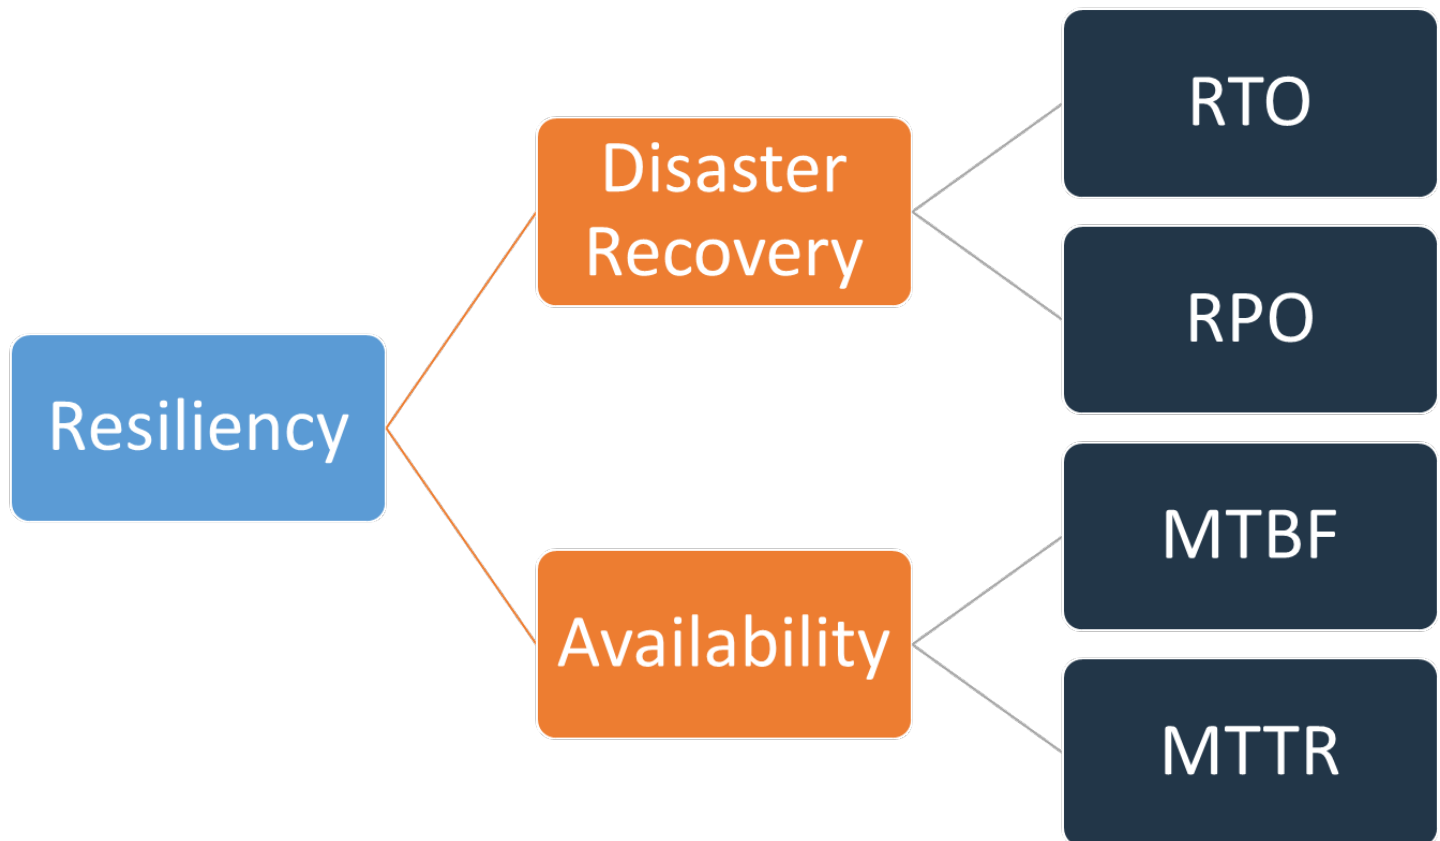 Resiliency
Disaster
Recovery
Availability
RTO
RPO
MTBF
MTTR